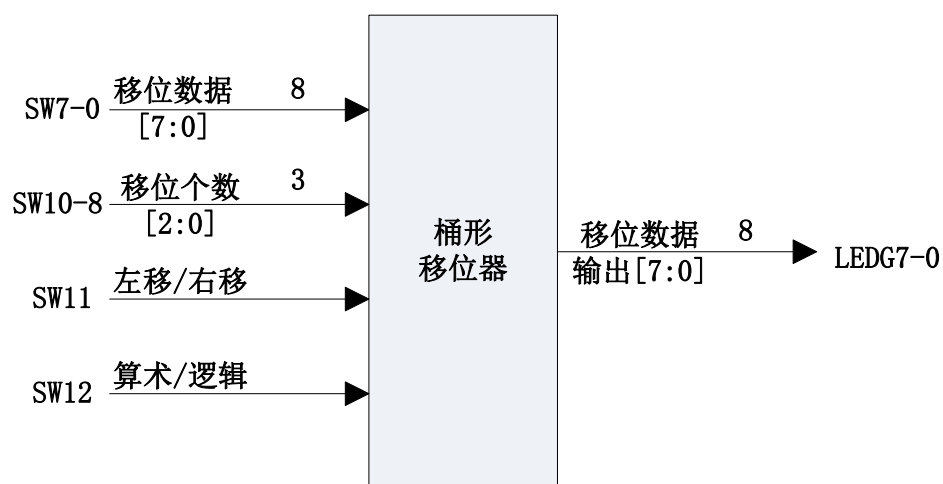 SW7-0
移位数据
8
[7:0]
SW10-8
移位个数
3
[2:0]
SW11
左移/右移
SW12
算术/逻辑
桶形
移位器
移位数据
8
输出[7:0]
LEDG7-0